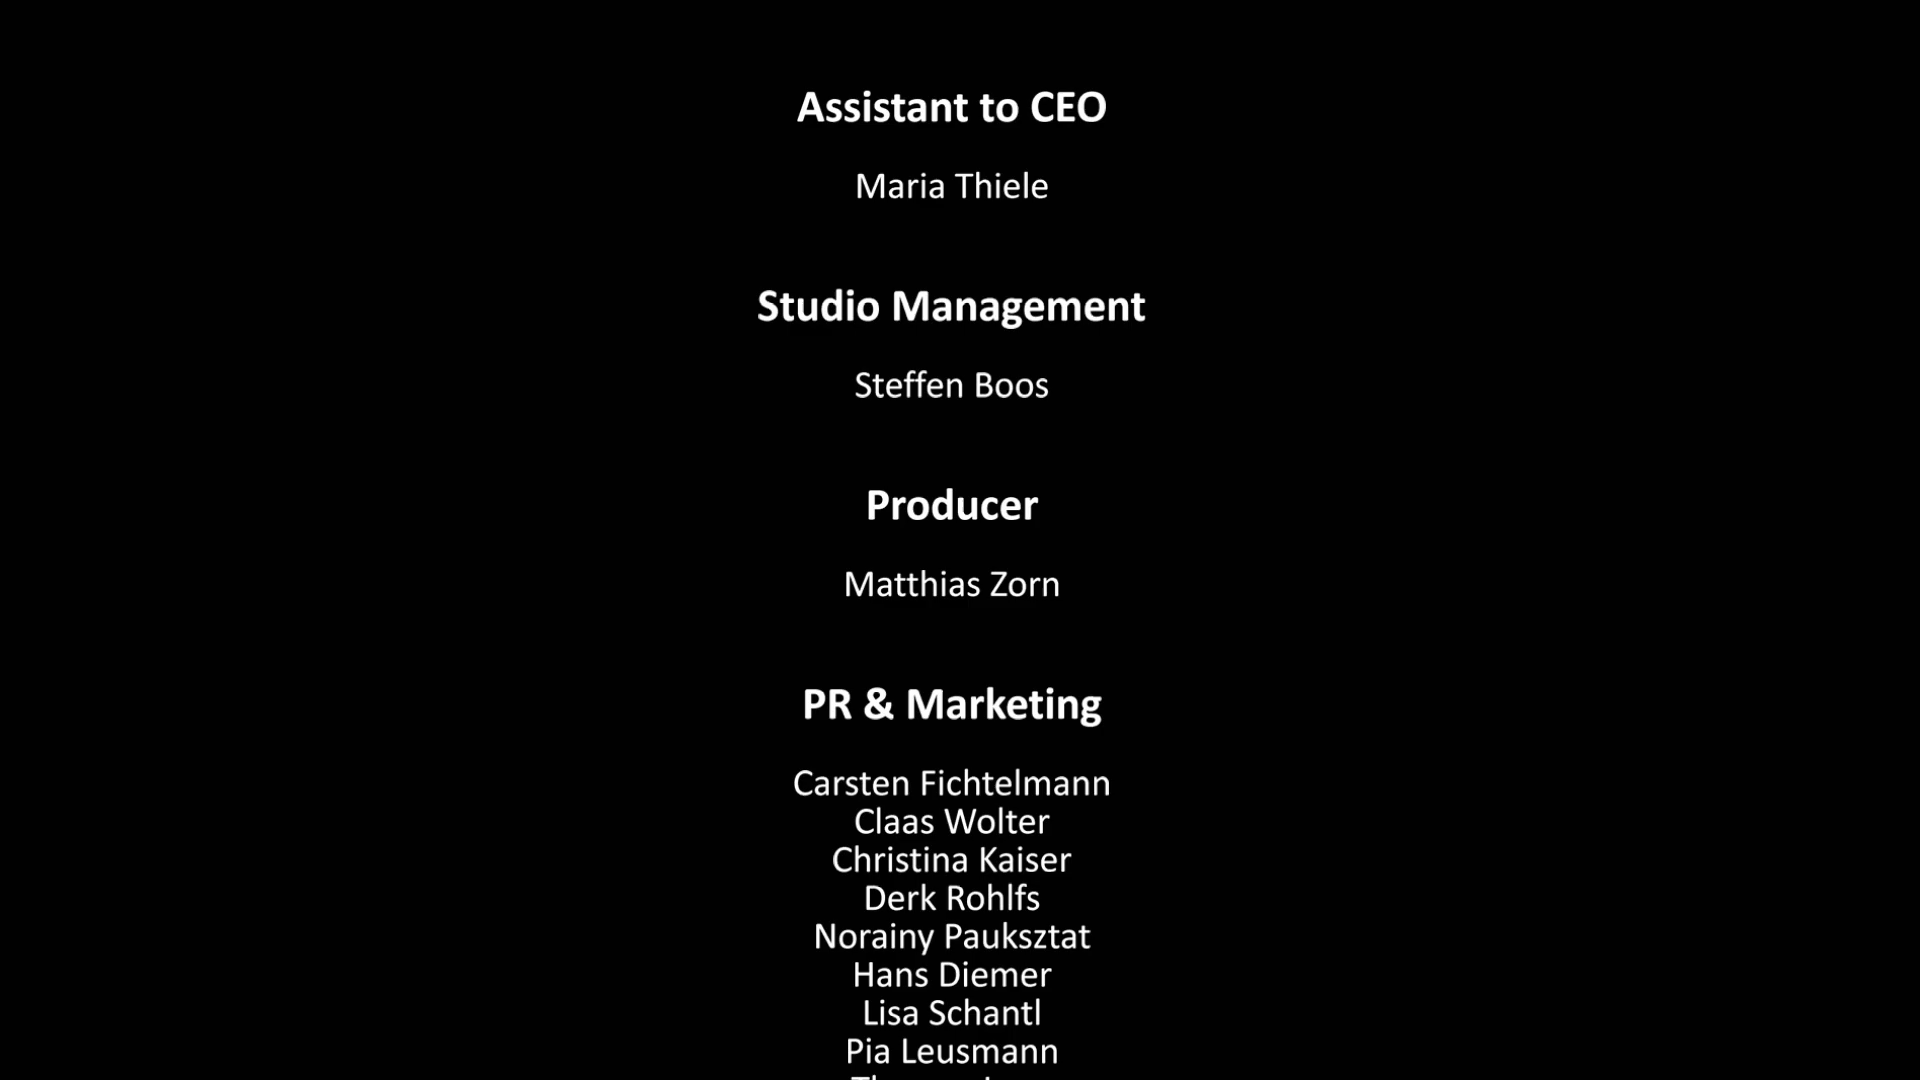 Assistant to CEO
Maria Thiele
Studio Management
Steffen Boos
Producer
Matthias Zorn
PR & Marketing
Carsten Fichtelmann
Claas Wolter
Christina Kaiser
Derk Rohlfs
Norainy Pauksztat
Hans Diemer
Lisa Schantl
Pia Leusmann